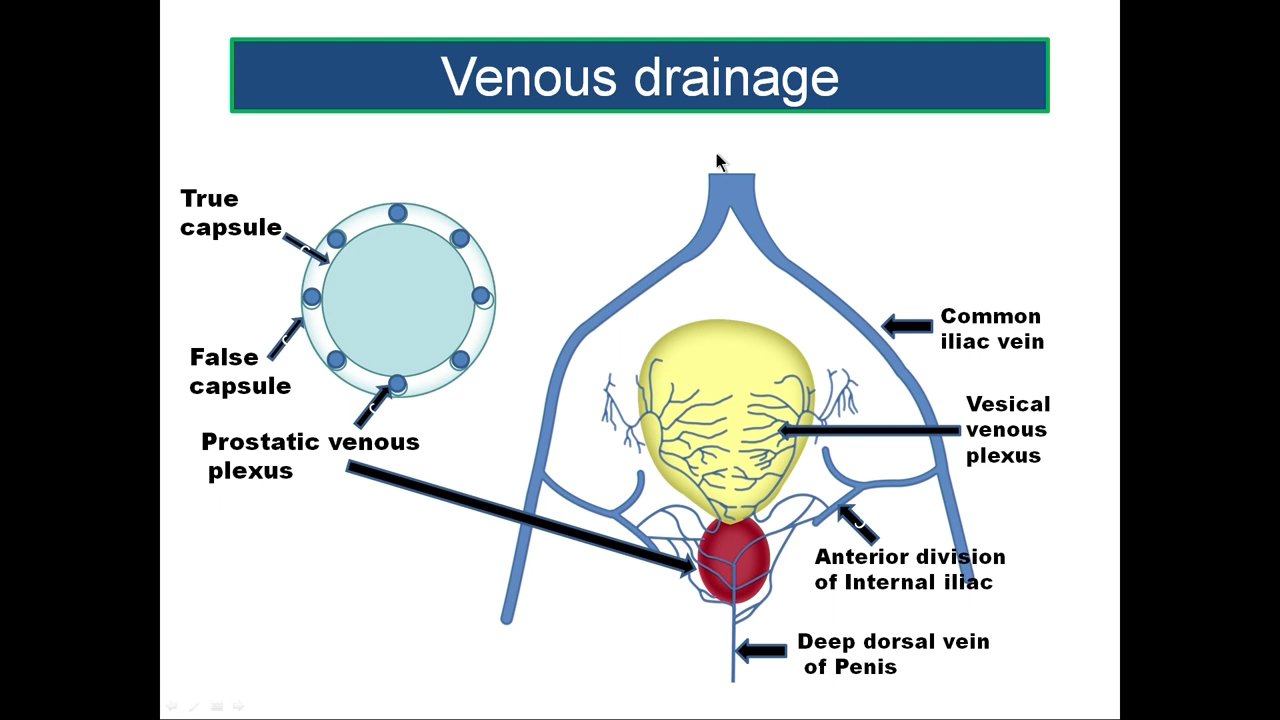 Venous drainage
True
capsule
False
capsule
Prostatic venous
plexus
Common
iliac vein
Vesical
venous
plexus
Anterior division
of Internal iliac
Deep dorsal vein
of Penis